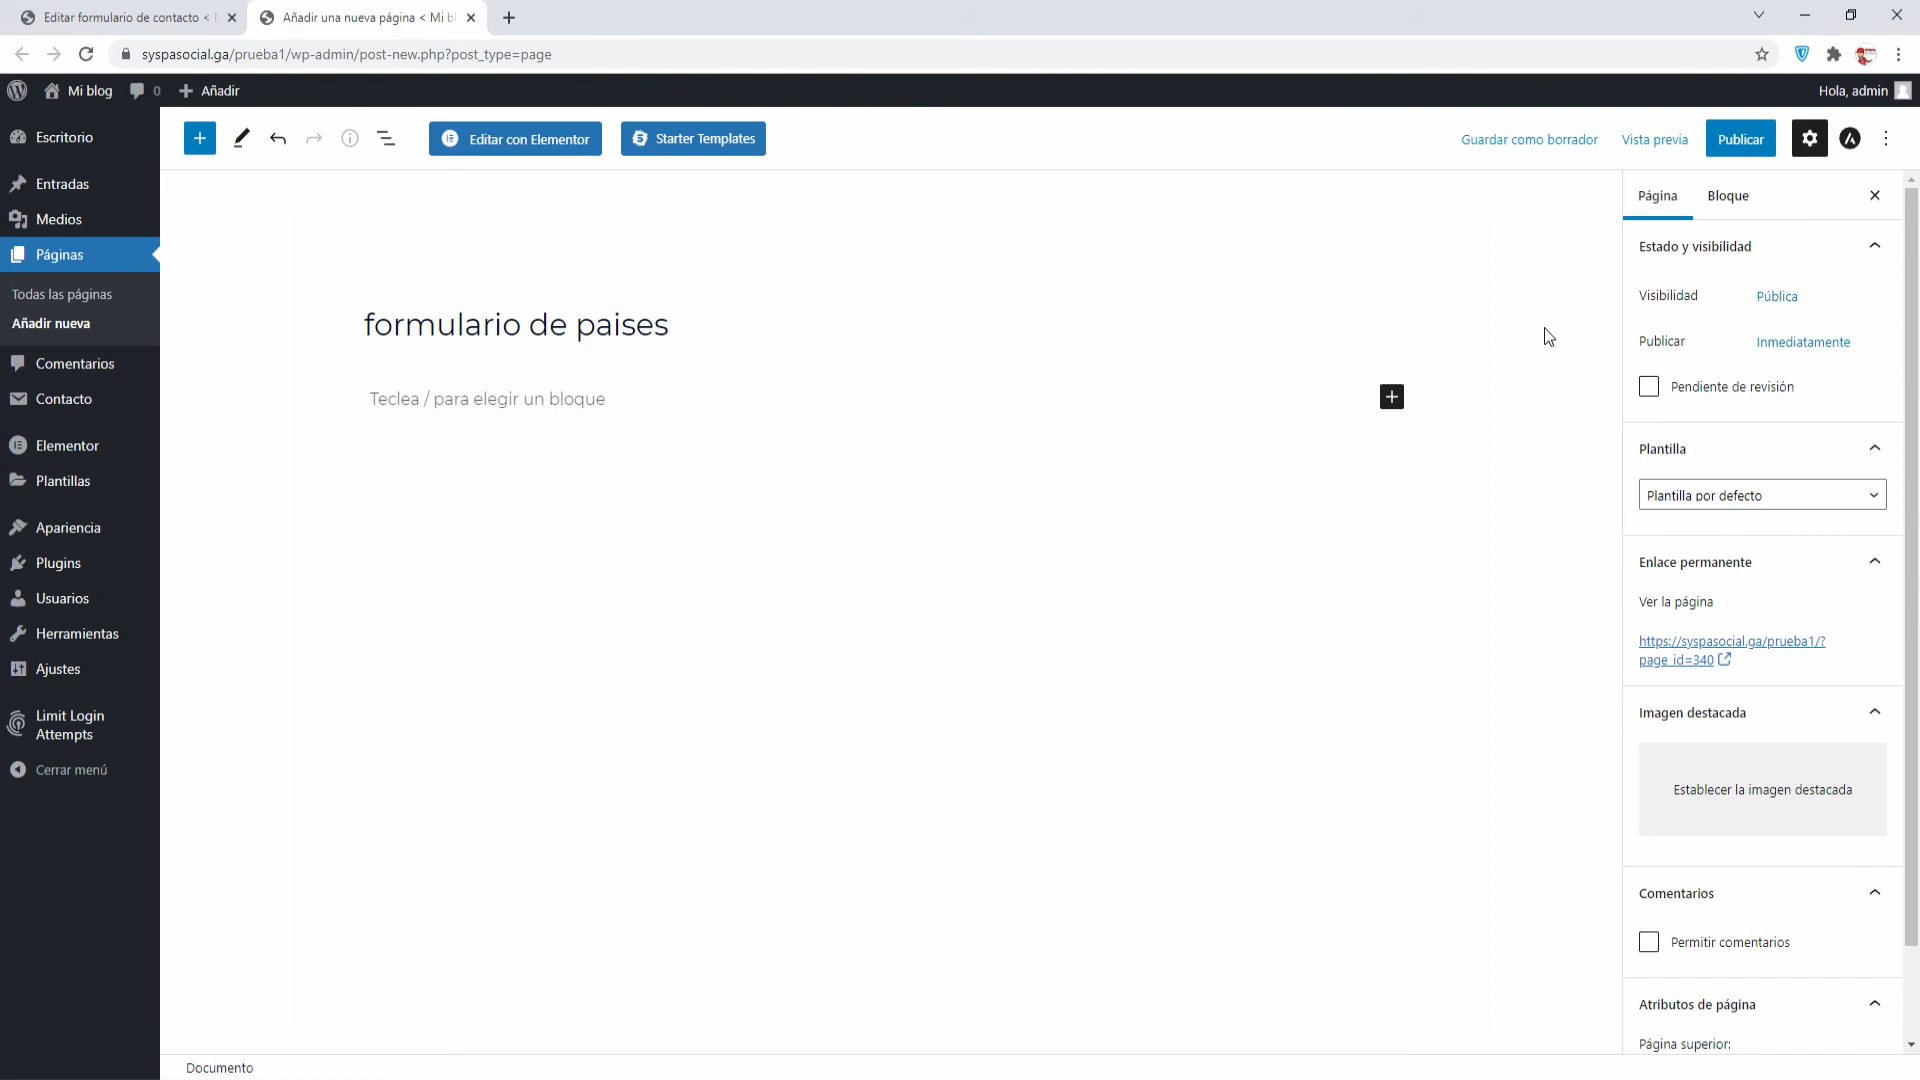 Editar formulario de contacto <
Añadir una nueva página < Mi bl
syspasocial.ga/prueba1/wp-admin/post-new.php?post_type=page
Mi blog
0
Añadir
Hola, admin
Editar con Elementor
Starter Templates
Guardar como borrador
Vista previa
Publicar
Escritorio
Entradas
Medios
Páginas
Todas las páginas
Añadir nueva
Comentarios
Contacto
Elementor
Plantillas
Apariencia
Plugins
Usuarios
Herramientas
Ajustes
Limit Login
Attempts
Cerrar menú
formulario de paises
Teclea / para elegir un bloque
Página
Bloque
Estado y visibilidad
Visibilidad
Pública
Publicar
Inmediatamente
Pendiente de revisión
Plantilla
Plantilla por defecto
Enlace permanente
Ver la página
https://syspasocial.ga/prueba1/?
page_id=340
Imagen destacada
Establecer la imagen destacada
Comentarios
Permitir comentarios
Atributos de página
Página superior:
Documento